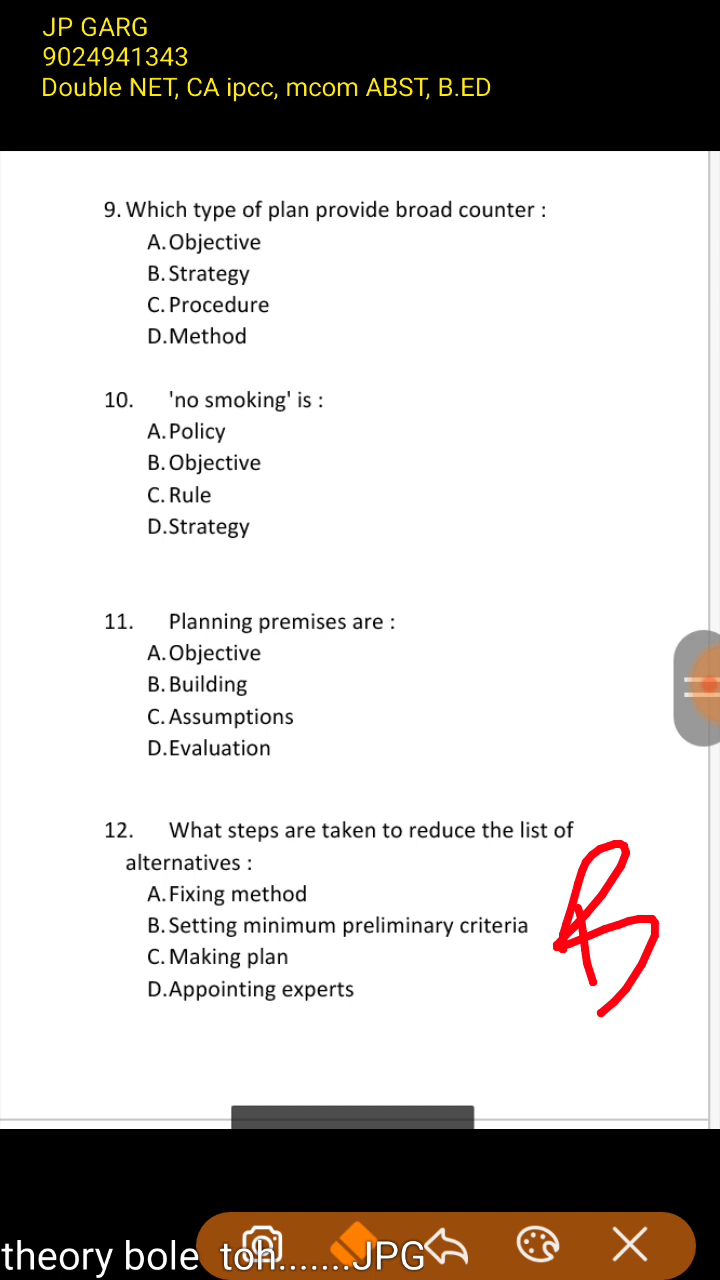 JP GARG
9024941343
Double NET, CA ipcc, mcom ABST, B.ED
9. Which type of plan provide broad counter :
A. Objective
B. Strategy
C. Procedure
D. Method
10. 'no smoking' is :
A. Policy
B. Objective
C. Rule
D. Strategy
11. Planning premises are :
A. Objective
B. Building
C. Assumptions
D. Evaluation
12. What steps are taken to reduce the list of
alternatives :
A. Fixing method
B. Setting minimum preliminary criteria
C. Making plan
D. Appointing experts
B
theory bole toh.......JPG